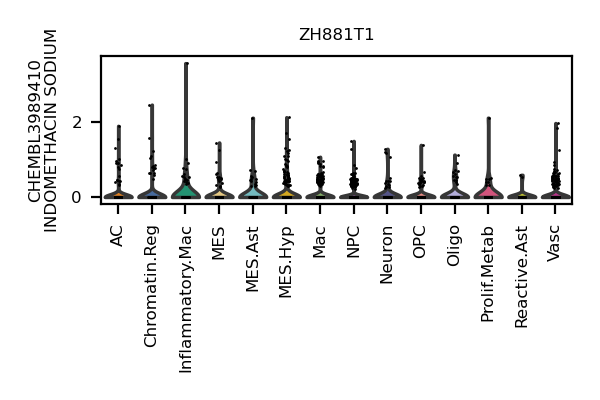 ZH881T1
CHEMBL3989410
INDOMETHACIN SODIUM
2
0
AC
Chromatin.Reg
Inflammatory.Mac
MES
MES.Ast
MES.Hyp
Mac
NPC
Neuron
OPC
Oligo
Prolif.Metab
Reactive.Ast
Vasc